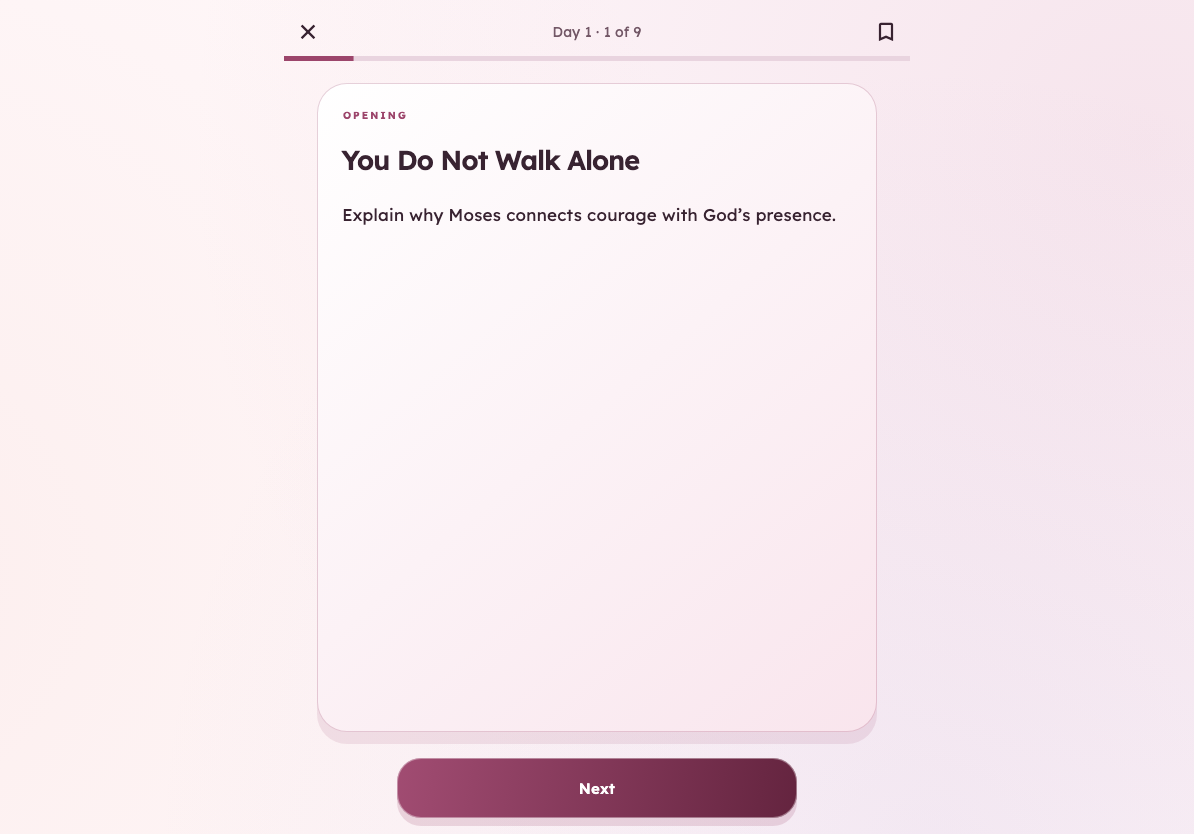 Day 1 · 1 of 9
OPENING
You Do Not Walk Alone
Explain why Moses connects courage with God’s presence.
Next